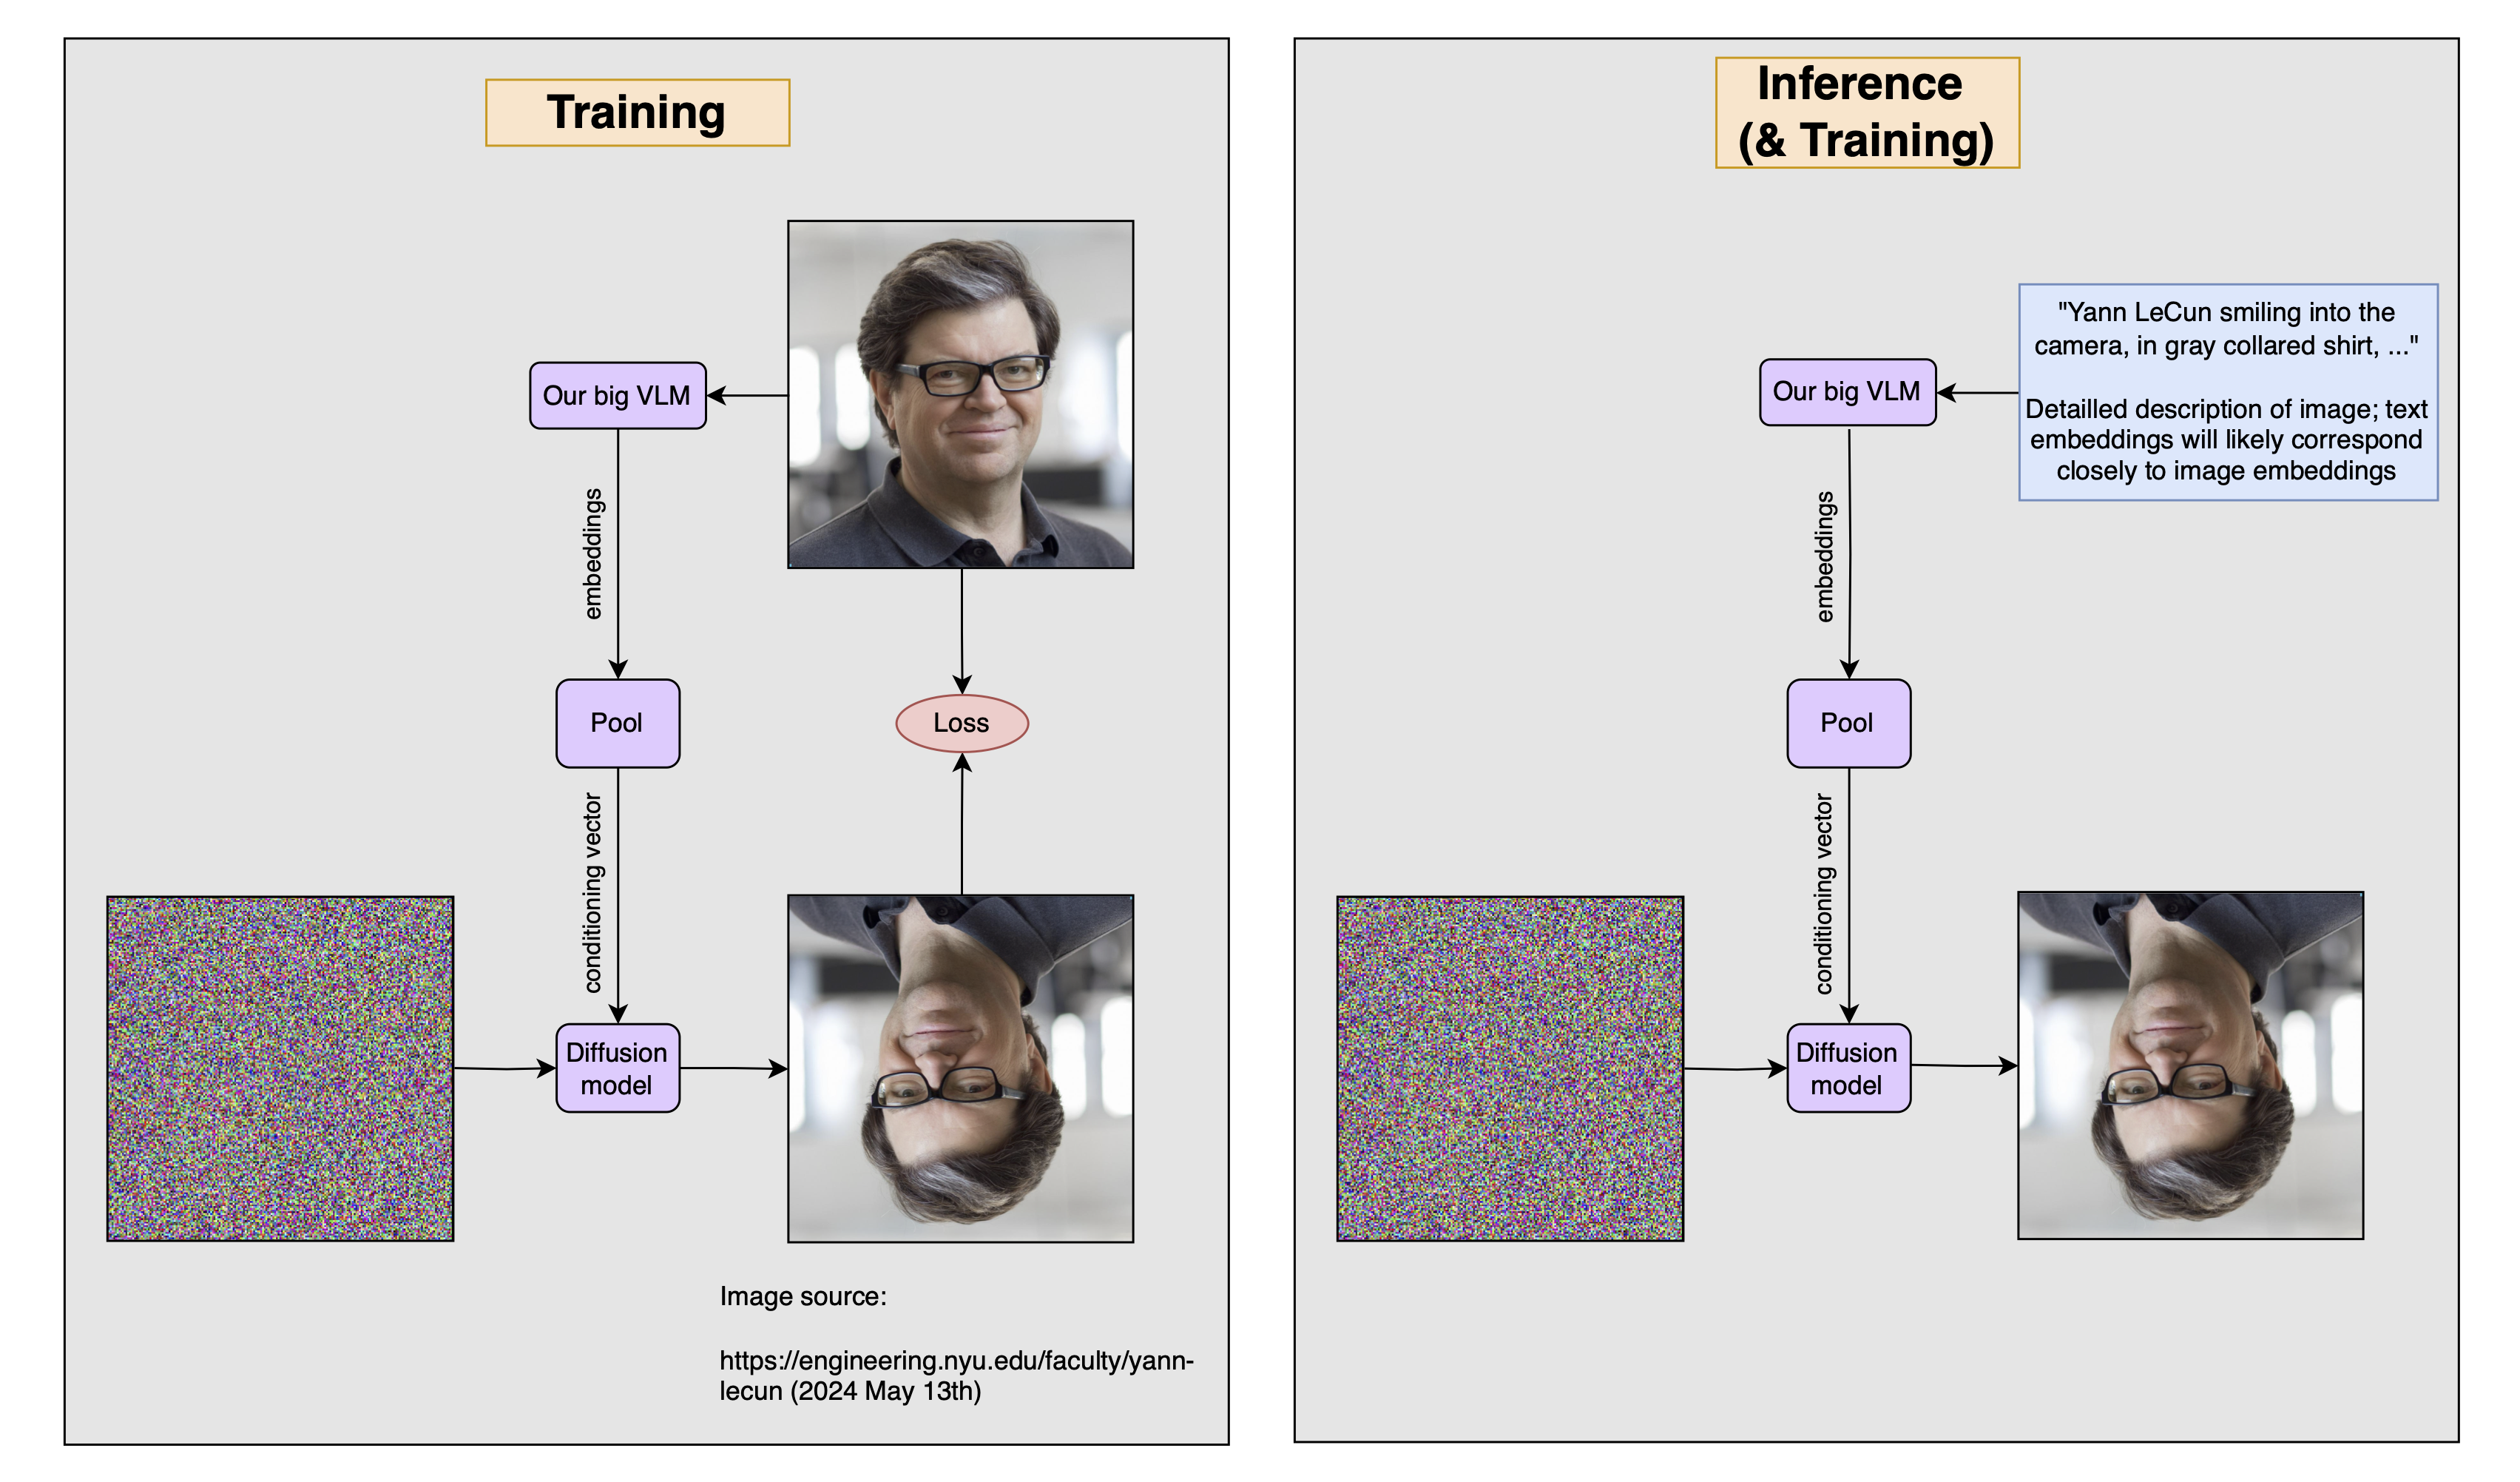 Training
Our big VLM
embeddings
Pool
Loss
conditioning vector
Diffusion
model
Image source:
https://engineering.nyu.edu/faculty/yann-
lecun (2024 May 13th)
Inference
(& Training)
"Yann LeCun smiling into the
camera, in gray collared shirt, ..."
Detailled description of image; text
embeddings will likely correspond
closely to image embeddings
Our big VLM
embeddings
Pool
conditioning vector
Diffusion
model